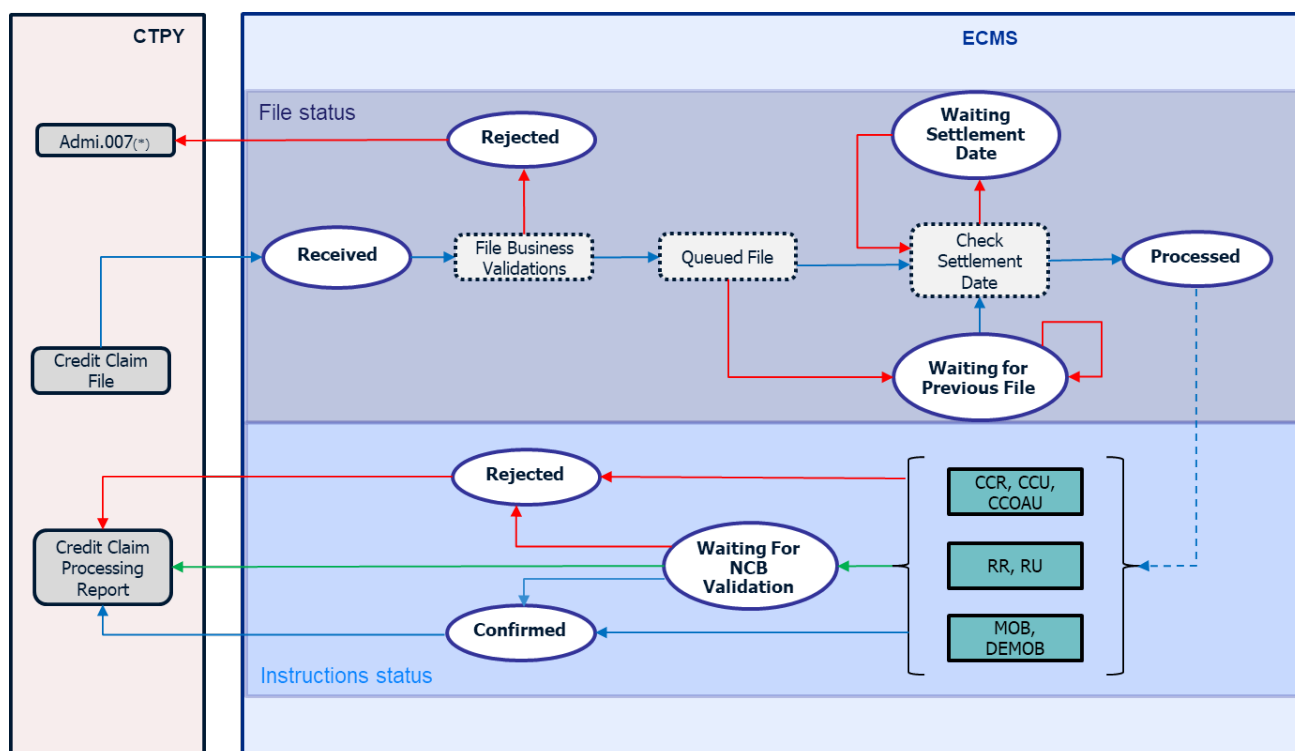 CTPY
ECMS
File status
Admi.007(*)
Rejected
Waiting
Settlement
Date
Received
File Business
Validations
Queued File
Check
Settlement
Date
Processed
Credit Claim
File
Waiting for
Previous File
Rejected
CCR, CCU,
CCOAU
Credit Claim
Processing
Report
Waiting For
NCB
Validation
RR, RU
Confirmed
MOB,
DEMOB
Instructions status